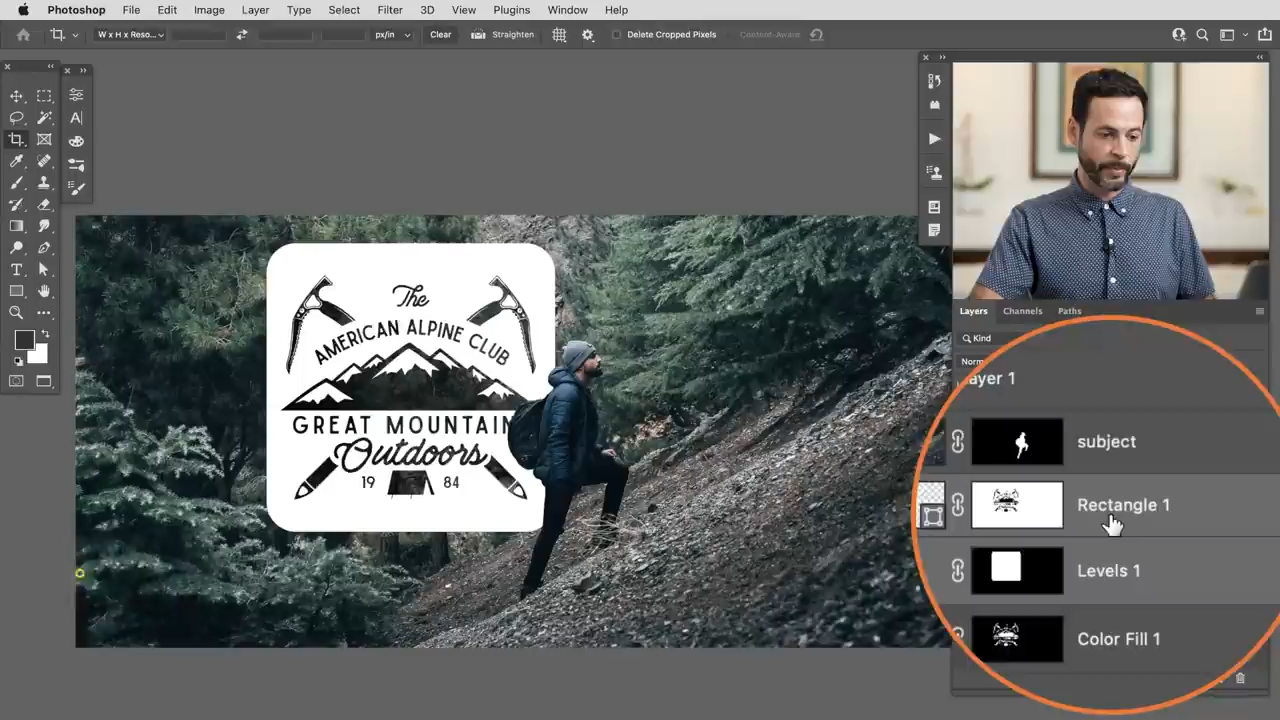 Photoshop File Edit Image Layer Type Select Filter 3D View Plugins Window Help
W x H x Reso... px/in Clear Straighten Delete Cropped Pixels Content-Aware
The
AMERICAN ALPINE CLUB
GREAT MOUNTAIN
Outdoors
19 84
Layers Channels Paths
Kind
Norm
ayer 1
subject
Rectangle 1
Levels 1
Color Fill 1